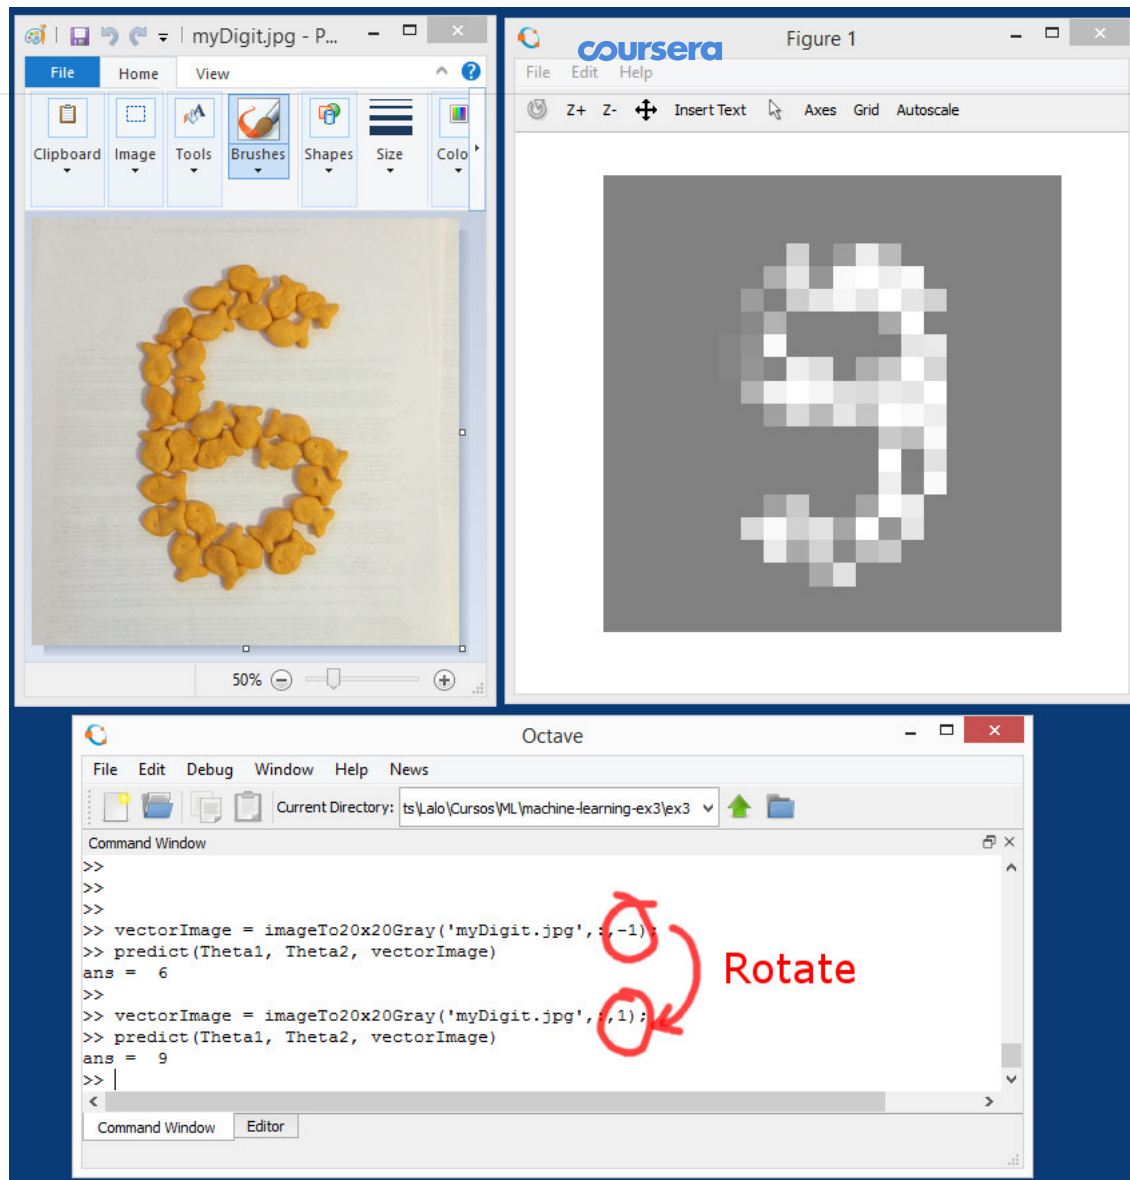 myDigit.jpg - P...
File Home View
Clipboard Image Tools Brushes Shapes Size Colo
50%
coursera
Figure 1
File Edit Help
Z+ Z- Insert Text Axes Grid Autoscale
Octave
File Edit Debug Window Help News
Current Directory: ts\Lalo\Cursos\ML\machine-learning-ex3\ex3
Command Window
>>
>>
>>
>> vectorImage = imageTo20x20Gray('myDigit.jpg',:,-1);
>> predict(Theta1, Theta2, vectorImage)
ans = 6
>>
>> vectorImage = imageTo20x20Gray('myDigit.jpg',:,1);
>> predict(Theta1, Theta2, vectorImage)
ans = 9
>>
Rotate
Command Window Editor